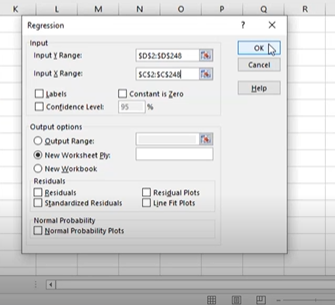 K L M N O P Q R
Regression ? ×
Input
Input Y Range: $D$2:$D$248 OK
Input X Range: $C$2:$C$248 Cancel
Labels Constant is Zero
Confidence Level: 95 % Help
Output options
Output Range:
New Worksheet Ply:
New Workbook
Residuals
Residuals Residual Plots
Standardized Residuals Line Fit Plots
Normal Probability
Normal Probability Plots